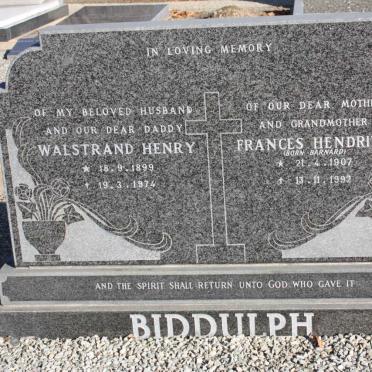 IN LOVING MEMORY
OF MY BELOVED HUSBAND
AND OUR DEAR DADDY
WALSTRAND HENRY
★ 18.9.1899
† 19.3.1974
OF OUR DEAR MOTHE
AND GRANDMOTHER
FRANCES HENDRI
(BORN BARNARD)
★ 21.4.1907
† 13.11.1992
AND THE SPIRIT SHALL RETURN UNTO GOD WHO GAVE IT
BIDDULPH